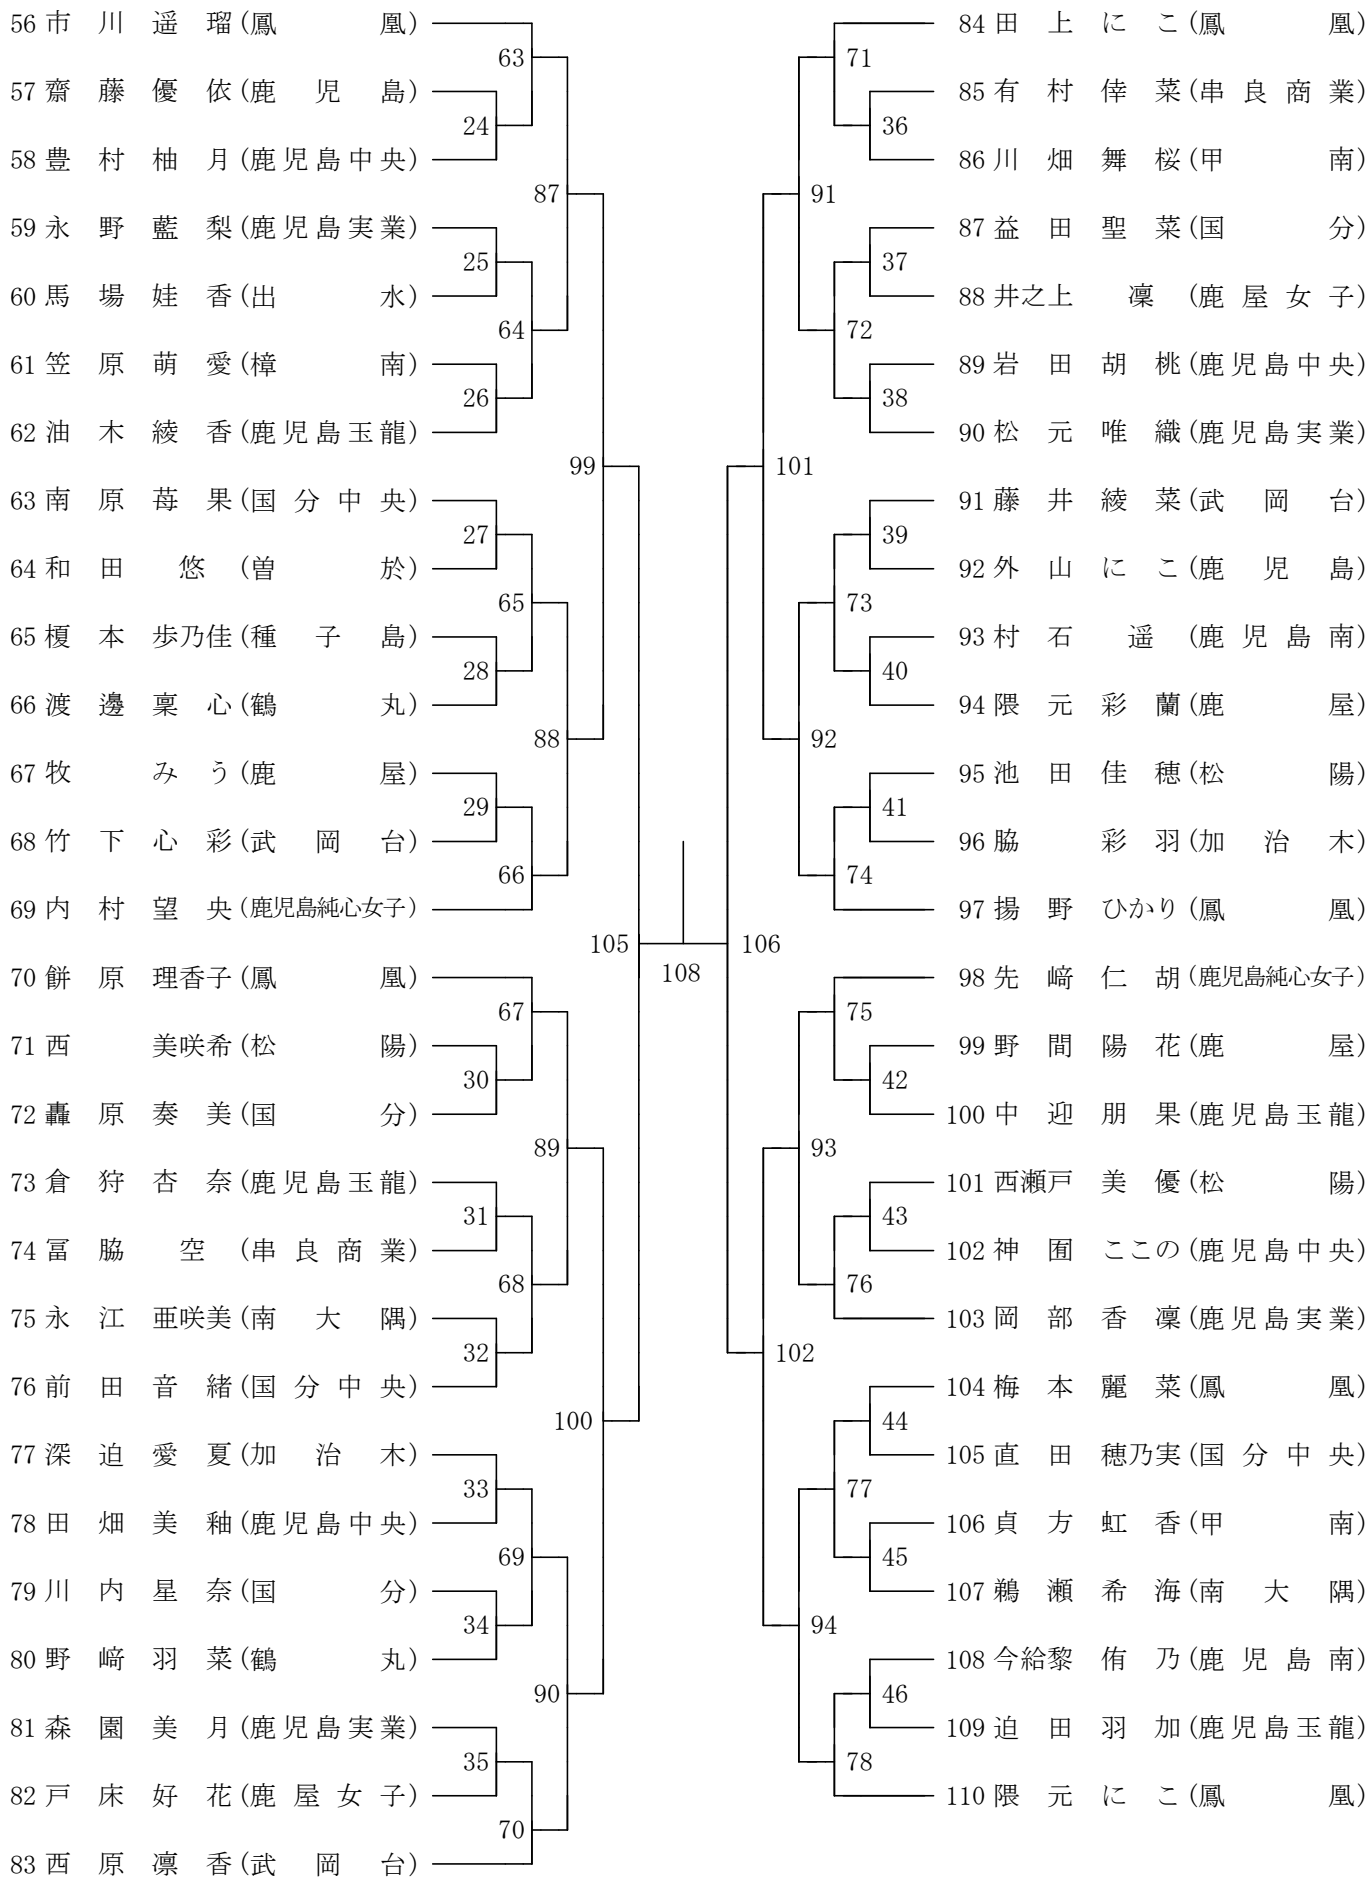 56 市川遥瑠(鳳凰)
63
57 齋藤優依(鹿児島)
24
58 豊村柚月(鹿児島中央)
87
59 永野藍梨(鹿児島実業)
25
60 馬場娃香(出水)
64
61 笠原萌愛(樟南)
26
62 油木綾香(鹿児島玉龍)
99
63 南原苺果(国分中央)
27
64 和田悠(曽於)
65
65 榎本歩乃佳(種子島)
28
66 渡邊稟心(鶴丸)
88
67 牧みう(鹿屋)
29
68 竹下心彩(武岡台)
66
69 内村望央(鹿児島純心女子)
105
70 餅原理香子(鳳凰)
67
71 西美咲希(松陽)
30
72 轟原奏美(国分)
89
73 倉狩杏奈(鹿児島玉龍)
31
74 冨脇空(串良商業)
68
75 永江亜咲美(南大隅)
32
76 前田音緒(国分中央)
100
77 深迫愛夏(加治木)
33
78 田畑美釉(鹿児島中央)
69
79 川内星奈(国分)
34
80 野﨑羽菜(鶴丸)
90
81 森園美月(鹿児島実業)
35
82 戸床好花(鹿屋女子)
70
83 西原凛香(武岡台)
108
84 田上にこ(鳳凰)
71
85 有村倖菜(串良商業)
36
86 川畑舞桜(甲南)
91
87 益田聖菜(国分)
37
88 井之上凜(鹿屋女子)
72
89 岩田胡桃(鹿児島中央)
38
90 松元唯織(鹿児島実業)
101
91 藤井綾菜(武岡台)
39
92 外山にこ(鹿児島)
73
93 村石遥(鹿児島南)
40
94 隈元彩蘭(鹿屋)
92
95 池田佳穂(松陽)
41
96 脇彩羽(加治木)
74
97 揚野ひかり(鳳凰)
106
98 先﨑仁胡(鹿児島純心女子)
75
99 野間陽花(鹿屋)
42
100 中迎朋果(鹿児島玉龍)
93
101 西瀬戸美優(松陽)
43
102 神囿ここの(鹿児島中央)
76
103 岡部香凜(鹿児島実業)
102
104 梅本麗菜(鳳凰)
44
105 直田穂乃実(国分中央)
77
106 貞方虹香(甲南)
45
107 鵜瀬希海(南大隅)
94
108 今給黎侑乃(鹿児島南)
46
109 迫田羽加(鹿児島玉龍)
78
110 隈元にこ(鳳凰)